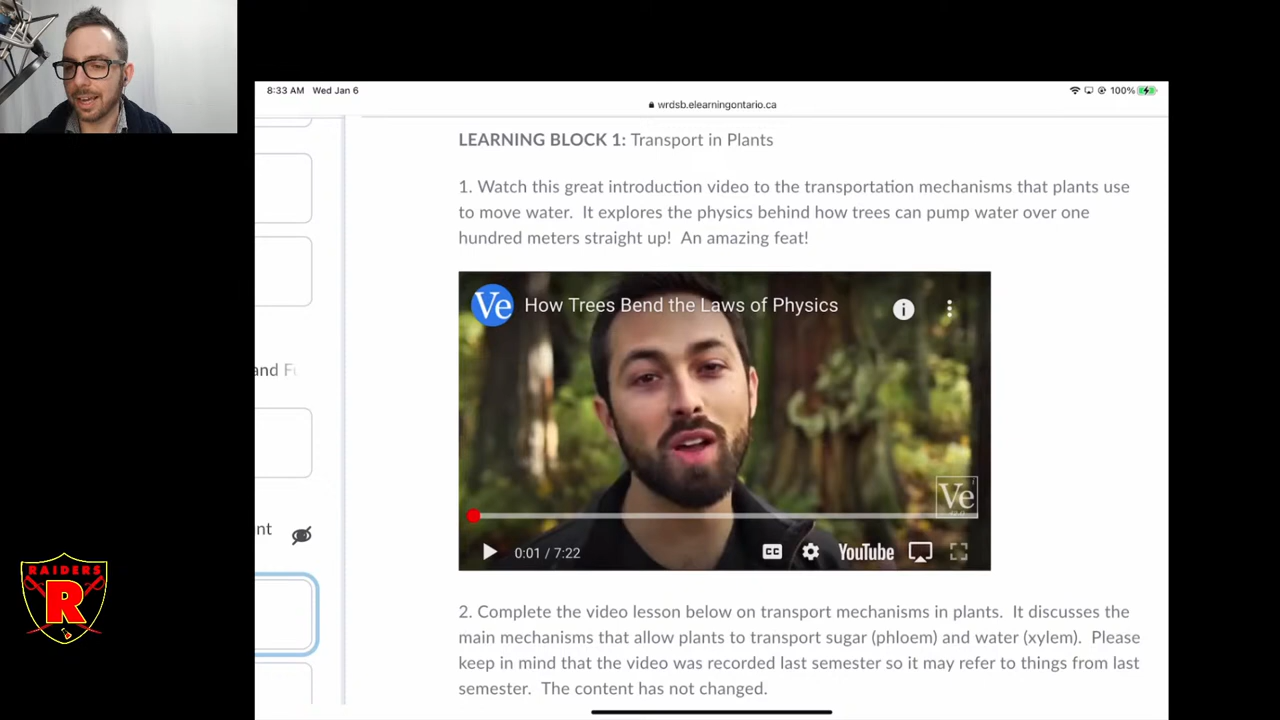 8:33 AM Wed Jan 6
100%
wrdsb.elearningontario.ca
LEARNING BLOCK 1: Transport in Plants
1. Watch this great introduction video to the transportation mechanisms that plants use
to move water. It explores the physics behind how trees can pump water over one
hundred meters straight up! An amazing feat!
Ve How Trees Bend the Laws of Physics
and Fu
Ve
nt
0:01 / 7:22
CC
YouTube
RAIDERS
R
2. Complete the video lesson below on transport mechanisms in plants. It discusses the
main mechanisms that allow plants to transport sugar (phloem) and water (xylem). Please
keep in mind that the video was recorded last semester so it may refer to things from last
semester. The content has not changed.